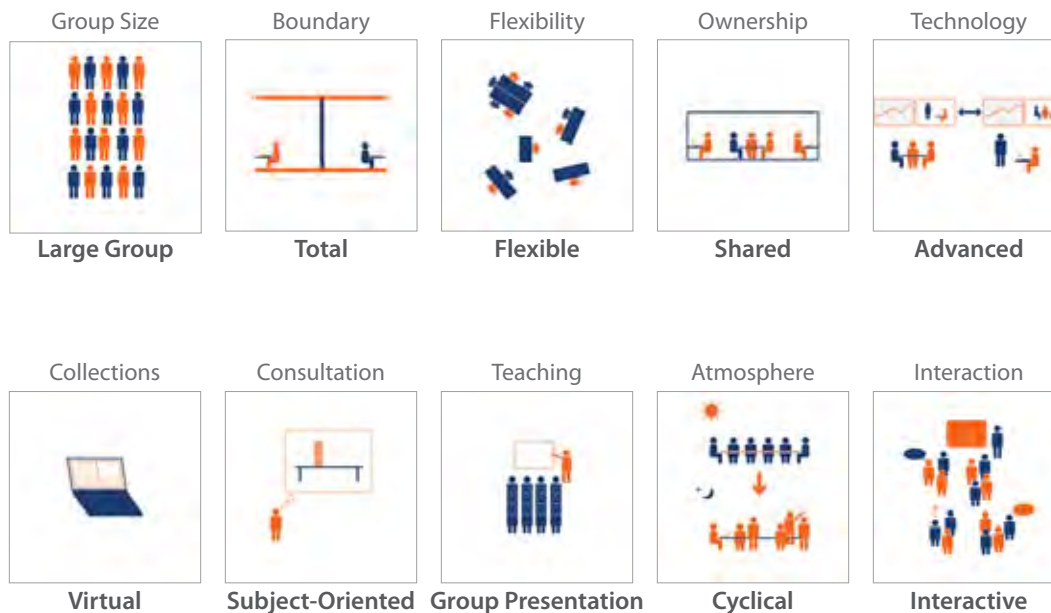 Group Size Boundary Flexibility Ownership Technology
Large Group Total Flexible Shared Advanced
Collections Consultation Teaching Atmosphere Interaction
Virtual Subject-Oriented Group Presentation Cyclical Interactive